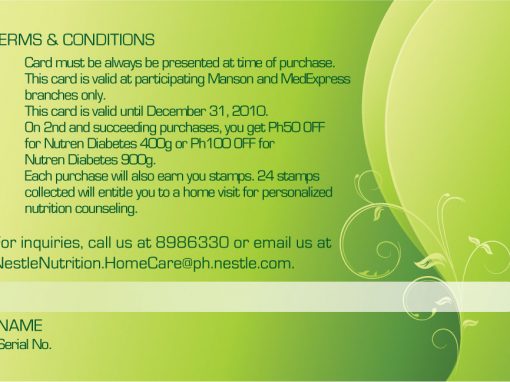 ERMS & CONDITIONS
Card must be always be presented at time of purchase.
This card is valid at participating Manson and MedExpress
branches only.
This card is valid until December 31, 2010.
On 2nd and succeeding purchases, you get Ph50 OFF
for Nutren Diabetes 400g or Ph100 OFF for
Nutren Diabetes 900g.
Each purchase will also earn you stamps. 24 stamps
collected will entitle you to a home visit for personalized
nutrition counseling.
For inquiries, call us at 8986330 or email us at
NestleNutrition.HomeCare@ph.nestle.com.
NAME
Serial No.